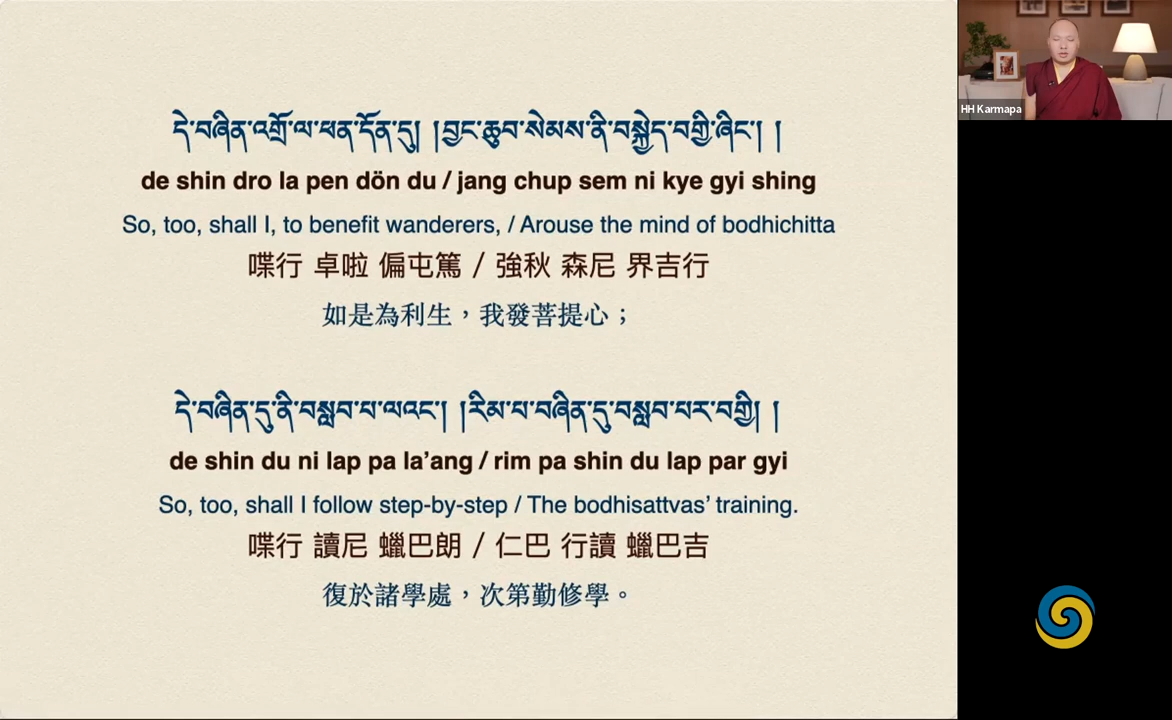 དེ་བཞིན་འགྲོ་ལ་ཕན་དོན་དུ། །བྱང་ཆུབ་སེམས་ནི་བསྐྱེད་བགྱི་ཞིང་། །
de shin dro la pen dön du / jang chup sem ni kye gyi shing
So, too, shall I, to benefit wanderers, / Arouse the mind of bodhichitta
喋行 卓啦 偏屯篤 / 強秋 森尼 界吉行
如是為利生，我發菩提心；
དེ་བཞིན་དུ་ནི་བསླབ་པ་ལའང་། །རིམ་པ་བཞིན་དུ་བསླབ་པར་བགྱི། །
de shin du ni lap pa la’ang / rim pa shin du lap par gyi
So, too, shall I follow step-by-step / The bodhisattvas’ training.
喋行 讀尼 蠟巴朗 / 仁巴 行讀 蠟巴吉
復於諸學處，次第勤修學。
HH Karmapa